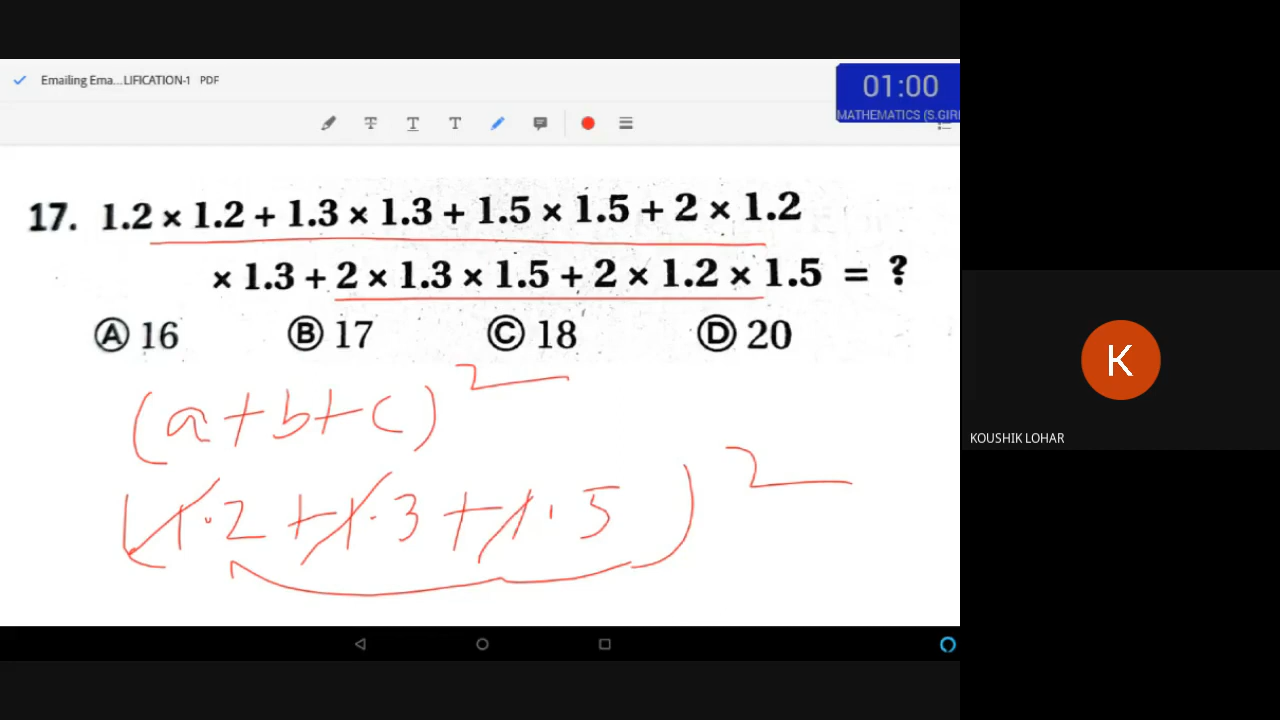 Emailing Ema...LIFICATION-1 PDF
01:00
MATHEMATICS (S.GIRI
T T T
17. 1.2 × 1.2 + 1.3 × 1.3 + 1.5 × 1.5 + 2 × 1.2
× 1.3 + 2 × 1.3 × 1.5 + 2 × 1.2 × 1.5 = ?
Ⓐ 16 Ⓑ 17 Ⓒ 18 Ⓓ 20
(a+b+c)²
(1.2+1.3+1.5)²
K
KOUSHIK LOHAR